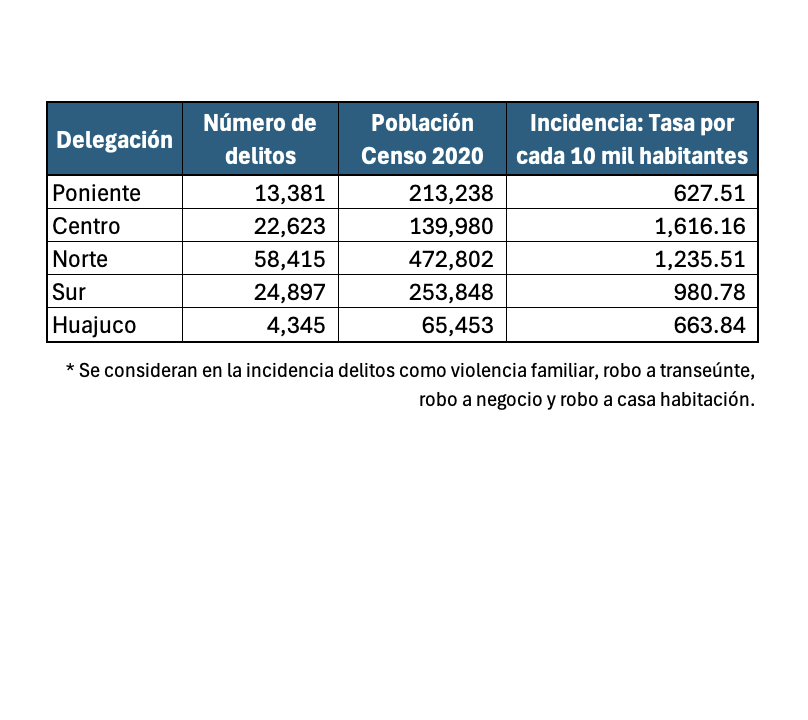 Delegación Número de delitos Población Censo 2020 Incidencia: Tasa por cada 10 mil habitantes
Poniente 13,381 213,238 627.51
Centro 22,623 139,980 1,616.16
Norte 58,415 472,802 1,235.51
Sur 24,897 253,848 980.78
Huajuco 4,345 65,453 663.84
* Se consideran en la incidencia delitos como violencia familiar, robo a transeúnte,
robo a negocio y robo a casa habitación.